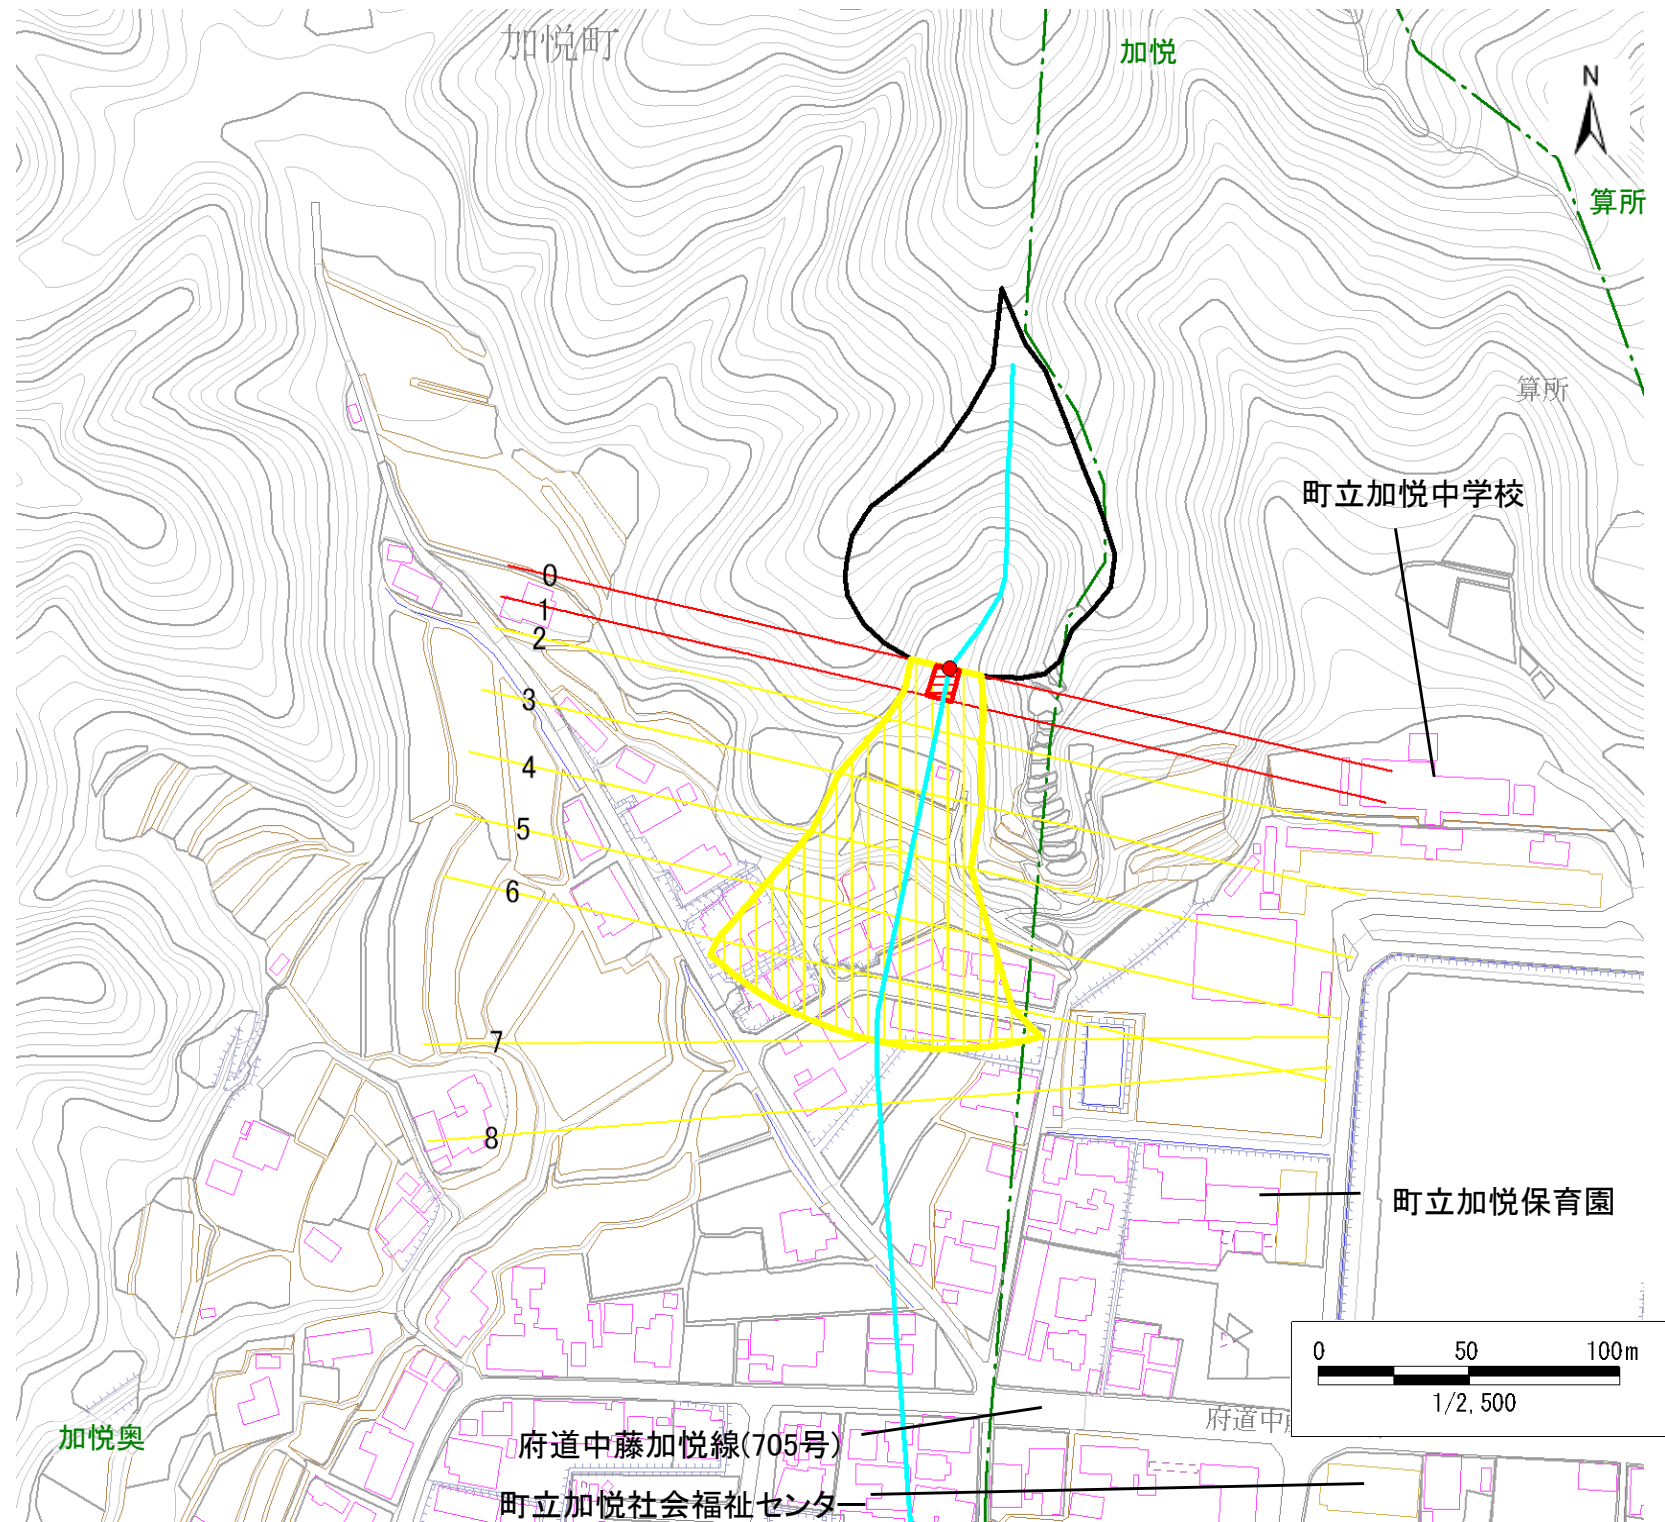 加悦町
加悦
N
算所
算所
町立加悦中学校
0
1
2
3
4
5
6
7
8
町立加悦保育園
0 50 100m
1/2,500
府道中
加悦奥
府道中藤加悦線(705号)
町立加悦社会福祉センター